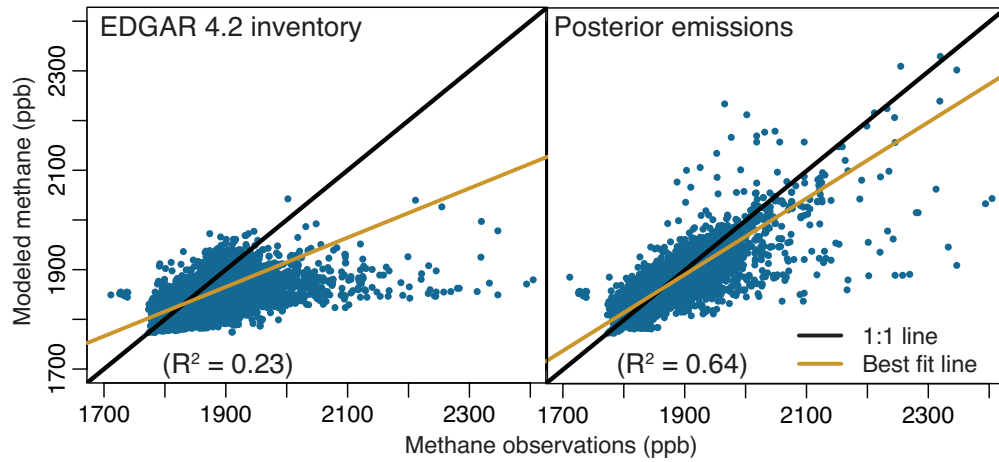 EDGAR 4.2 inventory
Posterior emissions
Modeled methane (ppb)
2300
2100
1900
1700
(R² = 0.23)
(R² = 0.64)
1:1 line
Best fit line
1700 1900 2100 2300
1700 1900 2100 2300
Methane observations (ppb)